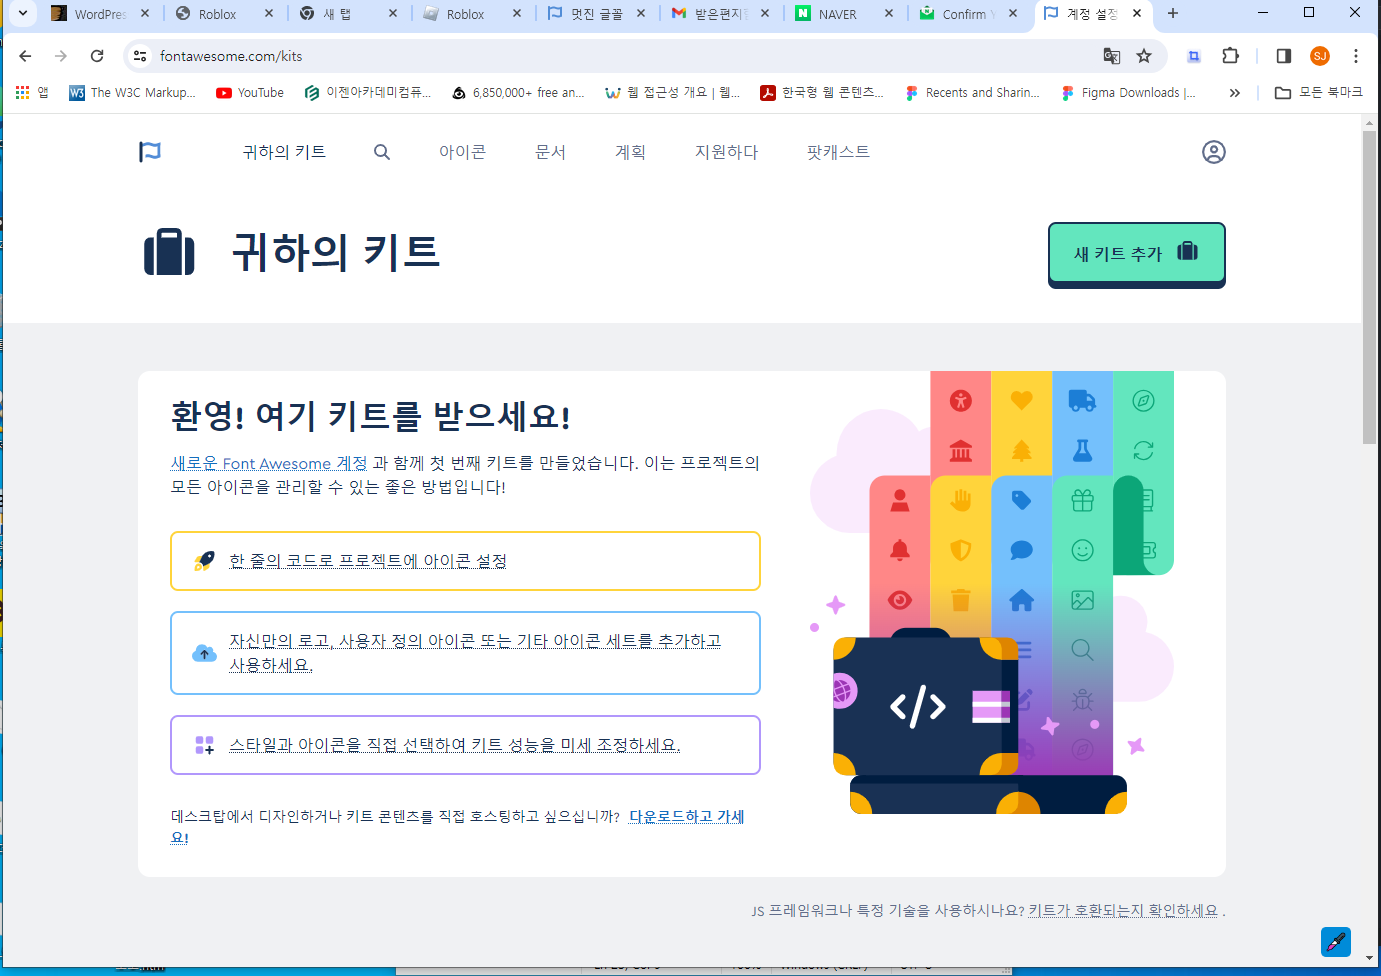 WordPres
Roblox
새 탭
Roblox
멋진 글꼴
받은편지
NAVER
Confirm Y
계정 설정
fontawesome.com/kits
SJ
앱
The W3C Markup...
YouTube
이젠아카데미컴퓨...
6,850,000+ free an...
웹 접근성 개요 | 웹...
한국형 웹 콘텐츠...
Recents and Sharin...
Figma Downloads |...
모든 북마크
귀하의 키트
아이콘
문서
계획
지원하다
팟캐스트
귀하의 키트
새 키트 추가
환영! 여기 키트를 받으세요!
새로운 Font Awesome 계정 과 함께 첫 번째 키트를 만들었습니다. 이는 프로젝트의
모든 아이콘을 관리할 수 있는 좋은 방법입니다!
한 줄의 코드로 프로젝트에 아이콘 설정
자신만의 로고, 사용자 정의 아이콘 또는 기타 아이콘 세트를 추가하고
사용하세요.
스타일과 아이콘을 직접 선택하여 키트 성능을 미세 조정하세요.
데스크탑에서 디자인하거나 키트 콘텐츠를 직접 호스팅하고 싶으십니까? 다운로드하고 가세
요!
JS 프레임워크나 특정 기술을 사용하시나요? 키트가 호환되는지 확인하세요 .